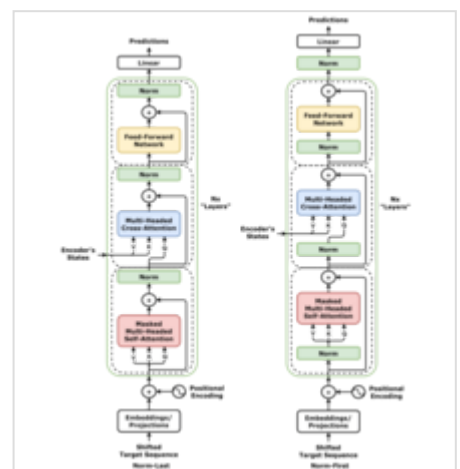 Predictions
Linear
Norm
+
Feed-Forward
Network
Norm
+
Multi-Headed
Cross-Attention
V K Q
Encoder's
States
Nx
"Layers"
Norm
+
Masked
Multi-Headed
Self-Attention
V K Q
+
Positional
Encoding
Embeddings/
Projections
Shifted
Target Sequence
Norm-Last
Predictions
Linear
Norm
+
Feed-Forward
Network
Norm
+
Multi-Headed
Cross-Attention
V K Q
Encoder's
States
Nx
"Layers"
Norm
+
Masked
Multi-Headed
Self-Attention
V K Q
Norm
+
Positional
Encoding
Embeddings/
Projections
Shifted
Target Sequence
Norm-First